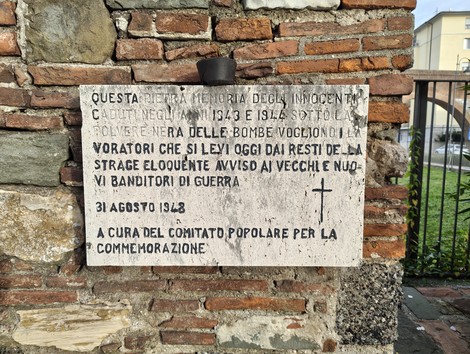 QUESTA PIETRA MEMORIA DEGLI INNOCENTI
CADUTI NEGLI ANNI 1943 E 1944 SOTTO LA
POLVERE NERA DELLE BOMBE VOGLIONO I LA
VORATORI CHE SI LEVI OGGI DAI RESTI DELLA
STRAGE ELOQUENTE AVVISO AI VECCHI E NUO-
VI BANDITORI DI GUERRA
31 AGOSTO 1948
A CURA DEL COMITATO POPOLARE PER LA
COMMEMORAZIONE